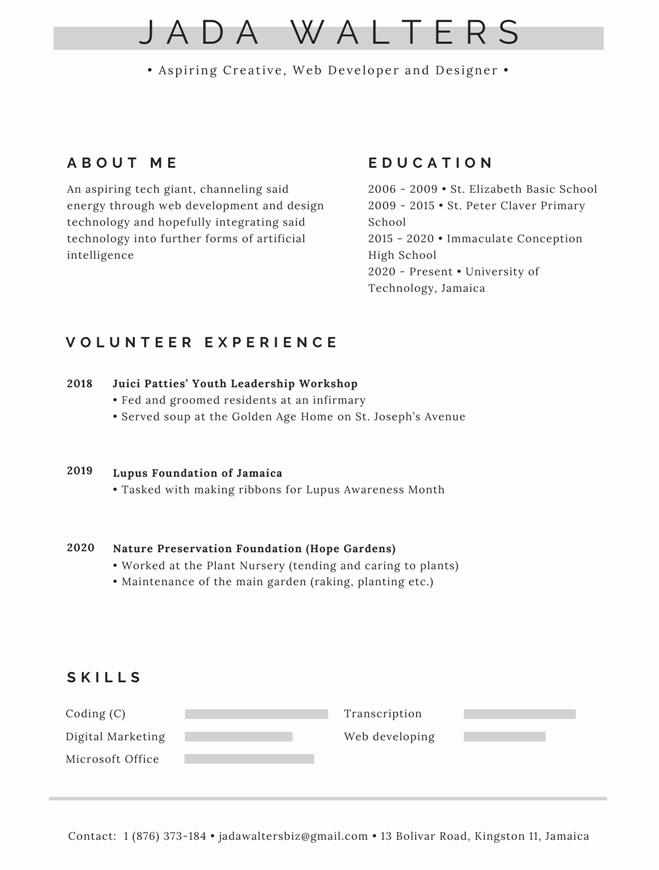 JADA WALTERS
• Aspiring Creative, Web Developer and Designer •
ABOUT ME
An aspiring tech giant, channeling said
energy through web development and design
technology and hopefully integrating said
technology into further forms of artificial
intelligence
EDUCATION
2006 - 2009 • St. Elizabeth Basic School
2009 - 2015 • St. Peter Claver Primary
School
2015 - 2020 • Immaculate Conception
High School
2020 - Present • University of
Technology, Jamaica
VOLUNTEER EXPERIENCE
2018 Juici Patties’ Youth Leadership Workshop
• Fed and groomed residents at an infirmary
• Served soup at the Golden Age Home on St. Joseph’s Avenue
2019 Lupus Foundation of Jamaica
• Tasked with making ribbons for Lupus Awareness Month
2020 Nature Preservation Foundation (Hope Gardens)
• Worked at the Plant Nursery (tending and caring to plants)
• Maintenance of the main garden (raking, planting etc.)
SKILLS
Coding (C)
Digital Marketing
Microsoft Office
Transcription
Web developing
Contact: 1 (876) 373-184 • jadawaltersbiz@gmail.com • 13 Bolivar Road, Kingston 11, Jamaica